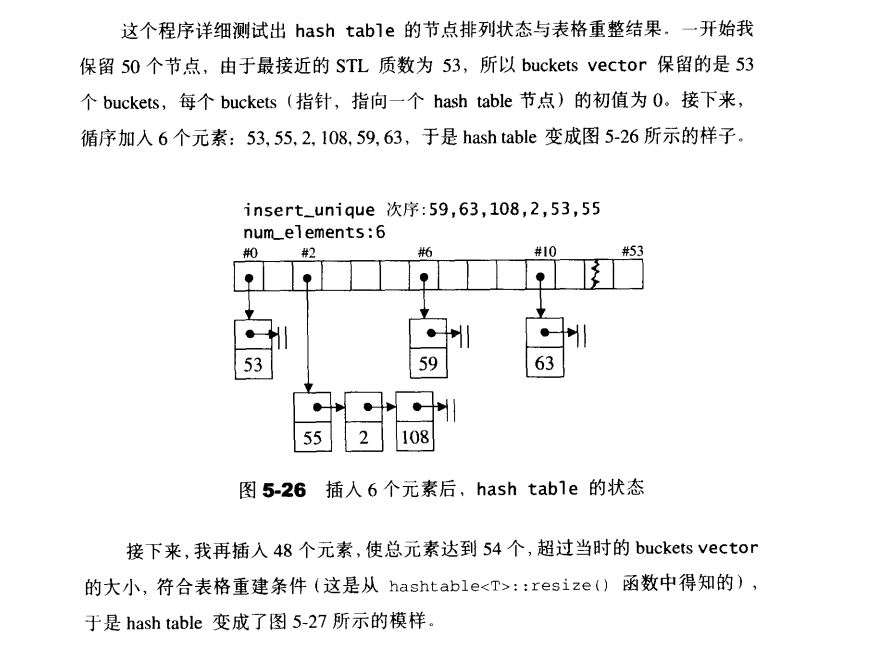 这个程序详细测试出 hash table 的节点排列状态与表格重整结果。一开始我
保留 50 个节点，由于最接近的 STL 质数为 53，所以 buckets vector 保留的是 53
个 buckets，每个 buckets（指针，指向一个 hash table 节点）的初值为 0。接下来，
循序加入 6 个元素：53, 55, 2, 108, 59, 63，于是 hash table 变成图 5-26 所示的样子。
insert_unique 次序:59,63,108,2,53,55
num_elements:6
#0 #2 #6 #10 #53
53 59 63
55 2 108
图 5-26 插入 6 个元素后，hash table 的状态
接下来，我再插入 48 个元素，使总元素达到 54 个，超过当时的 buckets vector
的大小，符合表格重建条件（这是从 hashtable<T>::resize() 函数中得知的），
于是 hash table 变成了图 5-27 所示的模样。